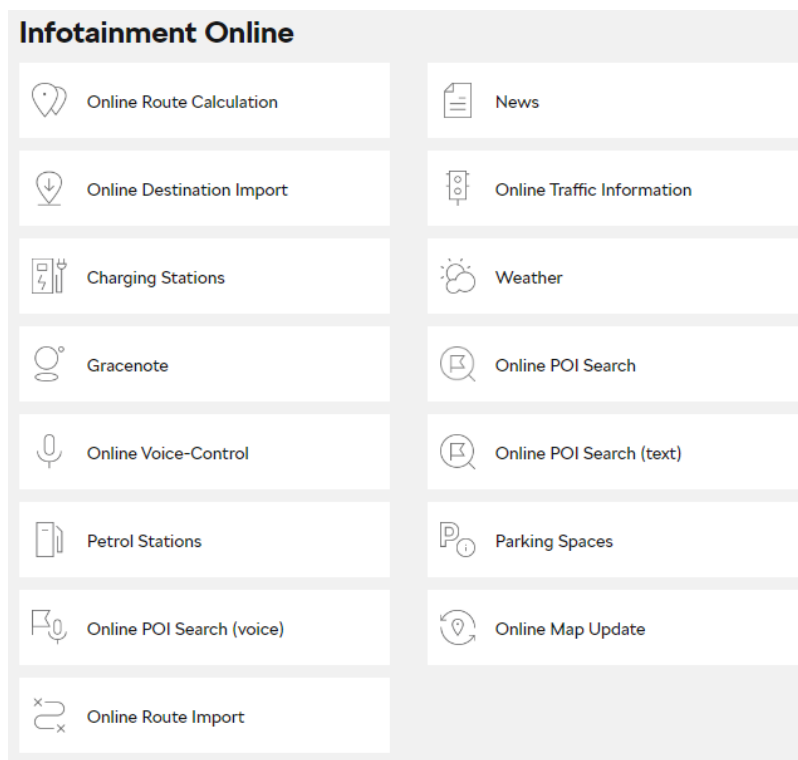 Infotainment Online
Online Route Calculation
News
Online Destination Import
Online Traffic Information
Charging Stations
Weather
Gracenote
Online POI Search
Online Voice-Control
Online POI Search (text)
Petrol Stations
Parking Spaces
Online POI Search (voice)
Online Map Update
Online Route Import